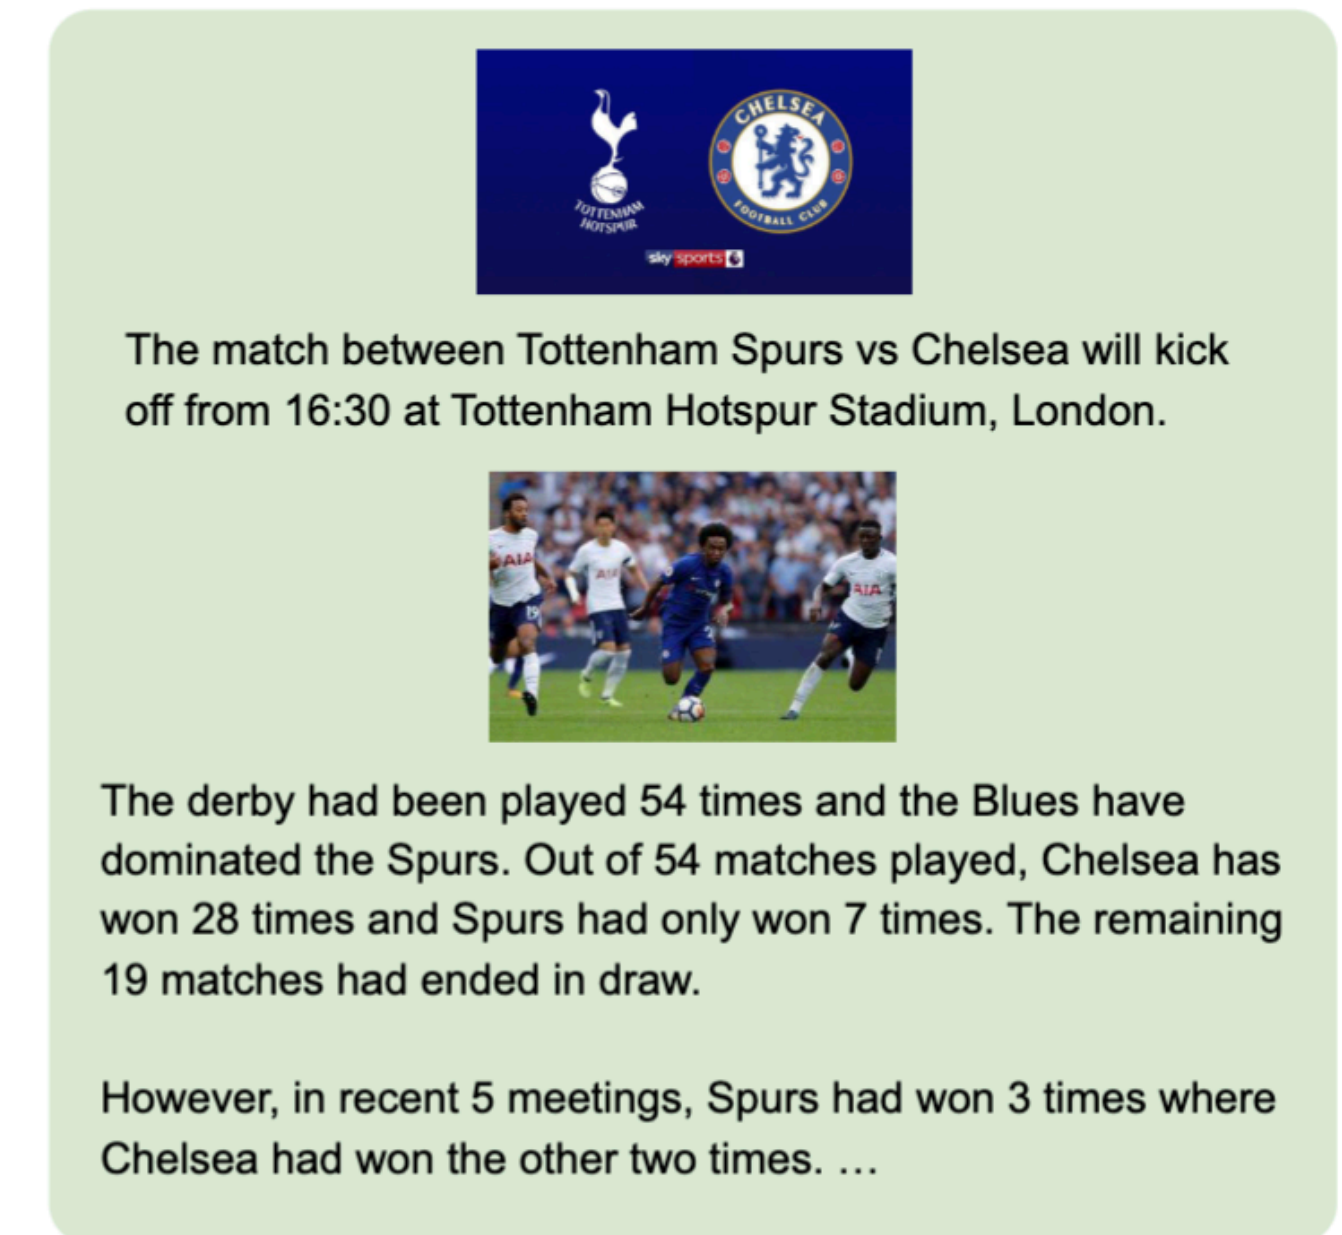 CHELSEA
FOOTBALL CLUB
TOTTENHAM
HOTSPUR
sky sports
The match between Tottenham Spurs vs Chelsea will kick
off from 16:30 at Tottenham Hotspur Stadium, London.
AIA
AIA
AIA
19
The derby had been played 54 times and the Blues have
dominated the Spurs. Out of 54 matches played, Chelsea has
won 28 times and Spurs had only won 7 times. The remaining
19 matches had ended in draw.
However, in recent 5 meetings, Spurs had won 3 times where
Chelsea had won the other two times. ...